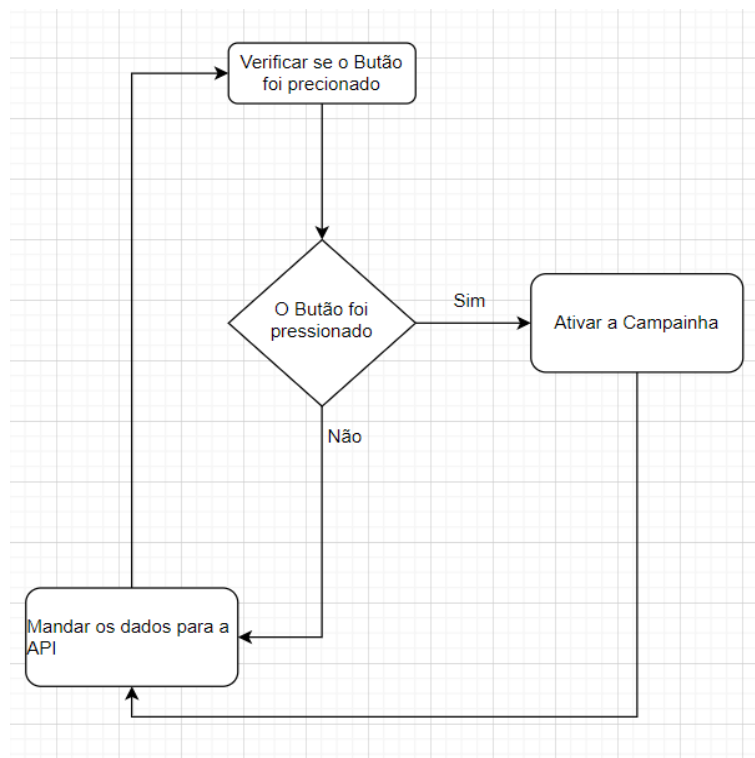 Verificar se o Butão
foi precionado
O Butão foi
pressionado
Sim
Ativar a Campainha
Não
Mandar os dados para a
API